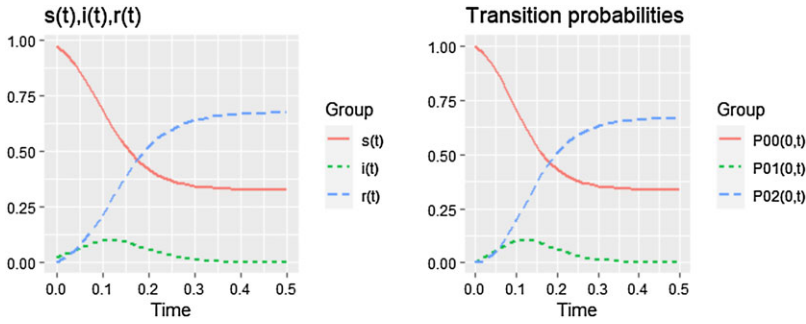 s(t),i(t),r(t)
1.00
0.75
0.50
0.25
0.00
0.0 0.1 0.2 0.3 0.4 0.5
Time
Group
s(t)
i(t)
r(t)
Transition probabilities
1.00
0.75
0.50
0.25
0.00
0.0 0.1 0.2 0.3 0.4 0.5
Time
Group
P00(0,t)
P01(0,t)
P02(0,t)